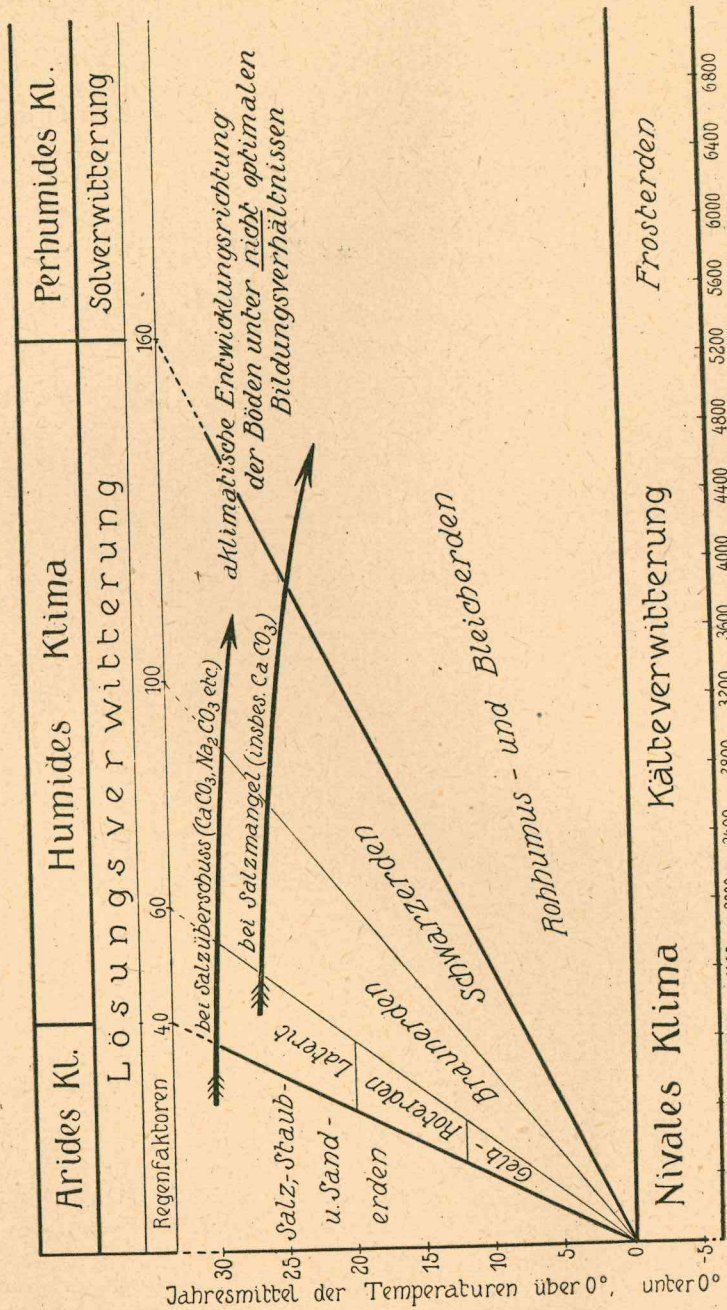 Arides Kl.
Humides Klima
Perhumides Kl.
Lösungsverwitterung
Solverwitterung
Regenfaktoren
40
60
100
160
bei Salzüberschuss (CaCO₃, Na₂CO₃ etc)
aklimatische Entwicklungsrichtung
der Böden unter nicht optimalen
Bildungsverhältnissen
bei Salzmangel (insbes. CaCO₃)
Salz-, Staub-
u. Sand-
erden
Laterit
Roterden
Gelb-
Braunerden
Schwarzerden
Rohhumus- und Bleicherden
30
25
20
15
10
5
0
-5
Jahresmittel der Temperaturen über 0°, unter 0°
Nivales Klima
Kälteverwitterung
Frosterden
2800
3200
3600
4000
4400
4800
5200
5600
6000
6400
6800